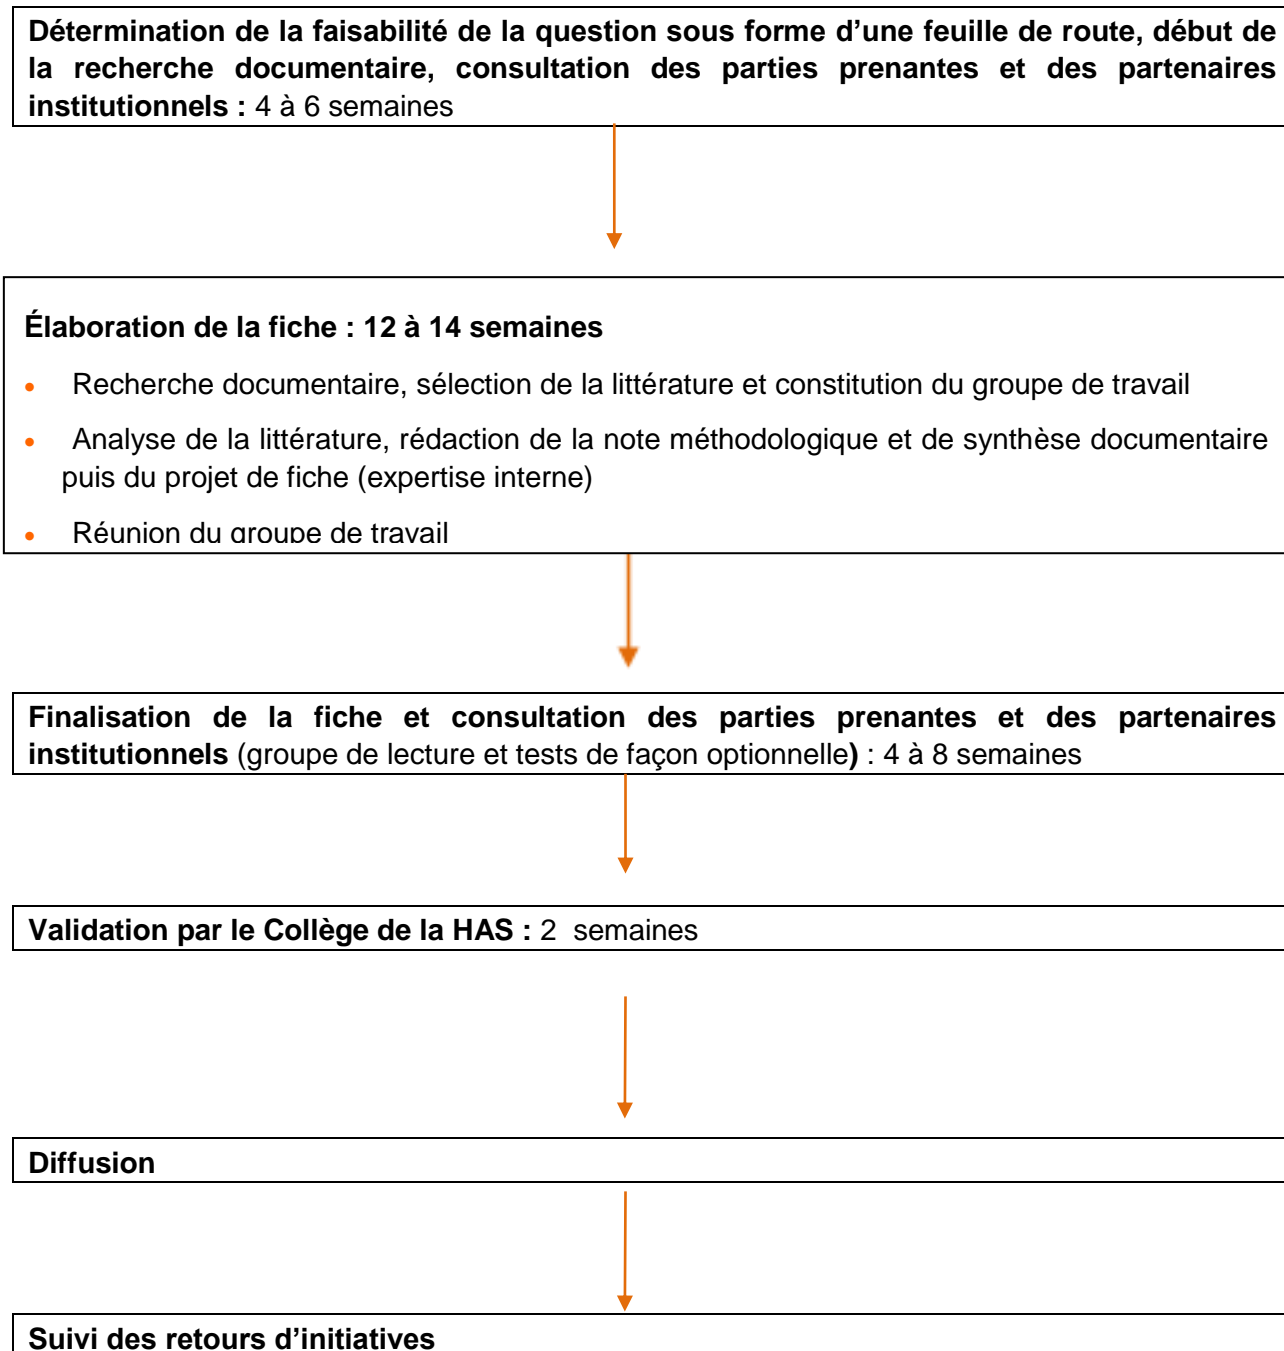 Détermination de la faisabilité de la question sous forme d’une feuille de route, début de
la recherche documentaire, consultation des parties prenantes et des partenaires
institutionnels : 4 à 6 semaines
Élaboration de la fiche : 12 à 14 semaines
• Recherche documentaire, sélection de la littérature et constitution du groupe de travail
• Analyse de la littérature, rédaction de la note méthodologique et de synthèse documentaire
puis du projet de fiche (expertise interne)
• Réunion du groupe de travail
Finalisation de la fiche et consultation des parties prenantes et des partenaires
institutionnels (groupe de lecture et tests de façon optionnelle) : 4 à 8 semaines
Validation par le Collège de la HAS : 2 semaines
Diffusion
Suivi des retours d’initiatives